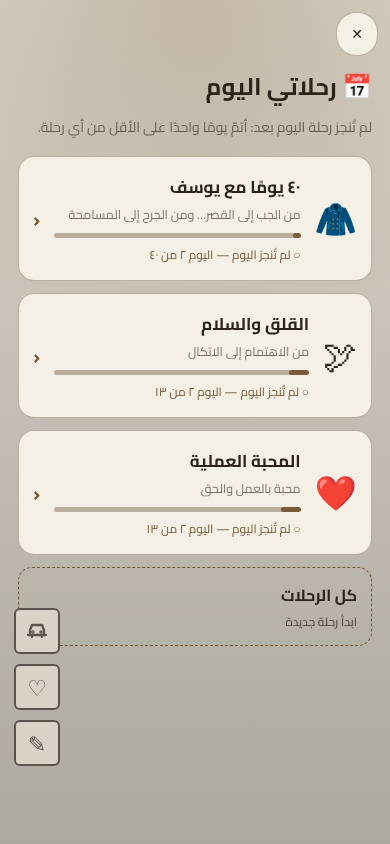 رحلاتي اليوم
لم تُنجز رحلة اليوم بعد: أتمّ يومًا واحدًا على الأقل من أي رحلة.
٤٠ يومًا مع يوسف
من الجب إلى القصر... ومن الجرح إلى المسامحة
○ لم تُنجز اليوم — اليوم ٢ من ٤٠
القلق والسلام
من الاهتمام إلى الاتكال
○ لم تُنجز اليوم — اليوم ٢ من ١٣
المحبة العملية
محبة بالعمل والحق
○ لم تُنجز اليوم — اليوم ٢ من ١٣
كل الرحلات
ابدأ رحلة جديدة